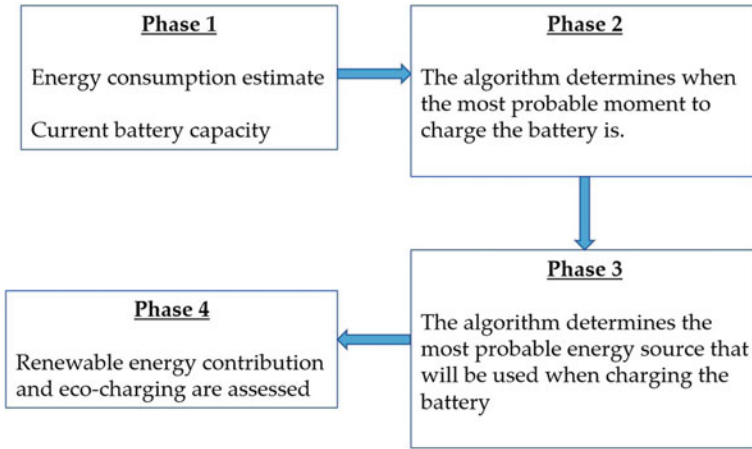 Phase 1
Energy consumption estimate
Current battery capacity
Phase 2
The algorithm determines when
the most probable moment to
charge the battery is.
Phase 3
The algorithm determines the
most probable energy source that
will be used when charging the
battery
Phase 4
Renewable energy contribution
and eco-charging are assessed